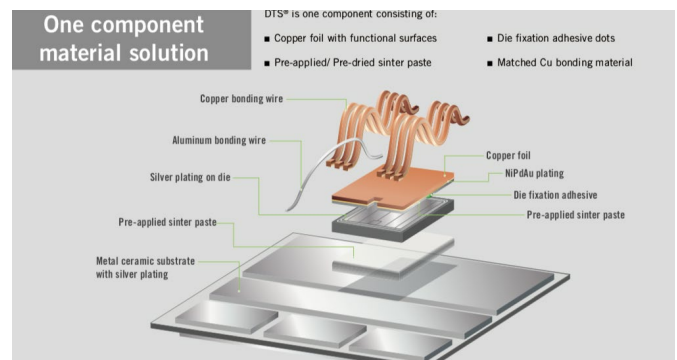 One component
material solution
DTS® is one component consisting of:
■ Copper foil with functional surfaces
■ Pre-applied/ Pre-dried sinter paste
■ Die fixation adhesive dots
■ Matched Cu bonding material
Copper bonding wire
Aluminum bonding wire
Silver plating on die
Pre-applied sinter paste
Metal ceramic substrate
with silver plating
Copper foil
NiPdAu plating
Die fixation adhesive
Pre-applied sinter paste